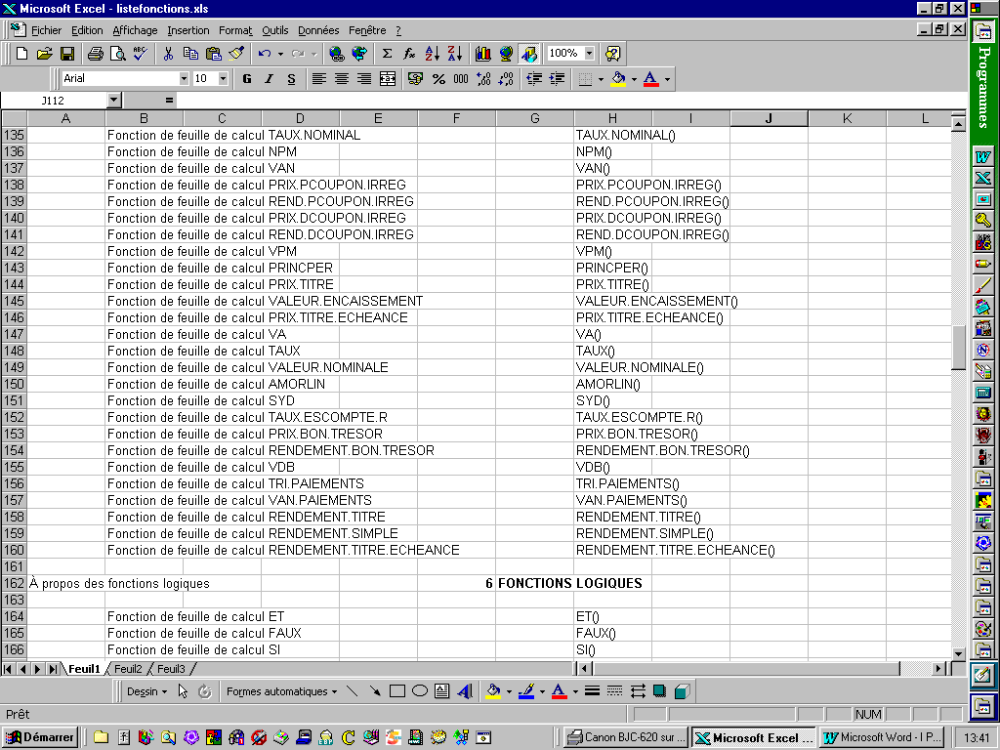 Microsoft Excel - listefonctions.xls
Fichier Edition Affichage Insertion Format Outils Données Fenêtre ?
100%
Arial 10 G I S % 000
J112 =
A B C D E F G H I J K L
135 Fonction de feuille de calcul TAUX.NOMINAL TAUX.NOMINAL()
136 Fonction de feuille de calcul NPM NPM()
137 Fonction de feuille de calcul VAN VAN()
138 Fonction de feuille de calcul PRIX.PCOUPON.IRREG PRIX.PCOUPON.IRREG()
139 Fonction de feuille de calcul REND.PCOUPON.IRREG REND.PCOUPON.IRREG()
140 Fonction de feuille de calcul PRIX.DCOUPON.IRREG PRIX.DCOUPON.IRREG()
141 Fonction de feuille de calcul REND.DCOUPON.IRREG REND.DCOUPON.IRREG()
142 Fonction de feuille de calcul VPM VPM()
143 Fonction de feuille de calcul PRINCPER PRINCPER()
144 Fonction de feuille de calcul PRIX.TITRE PRIX.TITRE()
145 Fonction de feuille de calcul VALEUR.ENCAISSEMENT VALEUR.ENCAISSEMENT()
146 Fonction de feuille de calcul PRIX.TITRE.ECHEANCE PRIX.TITRE.ECHEANCE()
147 Fonction de feuille de calcul VA VA()
148 Fonction de feuille de calcul TAUX TAUX()
149 Fonction de feuille de calcul VALEUR.NOMINALE VALEUR.NOMINALE()
150 Fonction de feuille de calcul AMORLIN AMORLIN()
151 Fonction de feuille de calcul SYD SYD()
152 Fonction de feuille de calcul TAUX.ESCOMPTE.R TAUX.ESCOMPTE.R()
153 Fonction de feuille de calcul PRIX.BON.TRESOR PRIX.BON.TRESOR()
154 Fonction de feuille de calcul RENDEMENT.BON.TRESOR RENDEMENT.BON.TRESOR()
155 Fonction de feuille de calcul VDB VDB()
156 Fonction de feuille de calcul TRI.PAIEMENTS TRI.PAIEMENTS()
157 Fonction de feuille de calcul VAN.PAIEMENTS VAN.PAIEMENTS()
158 Fonction de feuille de calcul RENDEMENT.TITRE RENDEMENT.TITRE()
159 Fonction de feuille de calcul RENDEMENT.SIMPLE RENDEMENT.SIMPLE()
160 Fonction de feuille de calcul RENDEMENT.TITRE.ECHEANCE RENDEMENT.TITRE.ECHEANCE()
161
162 À propos des fonctions logiques 6 FONCTIONS LOGIQUES
163
164 Fonction de feuille de calcul ET ET()
165 Fonction de feuille de calcul FAUX FAUX()
166 Fonction de feuille de calcul SI SI()
Feuil1 Feuil2 Feuil3
Dessin Formes automatiques
Prêt NUM
Démarrer Canon BJC-620 sur ... Microsoft Excel ... Microsoft Word - I P... 13:41
Programmes